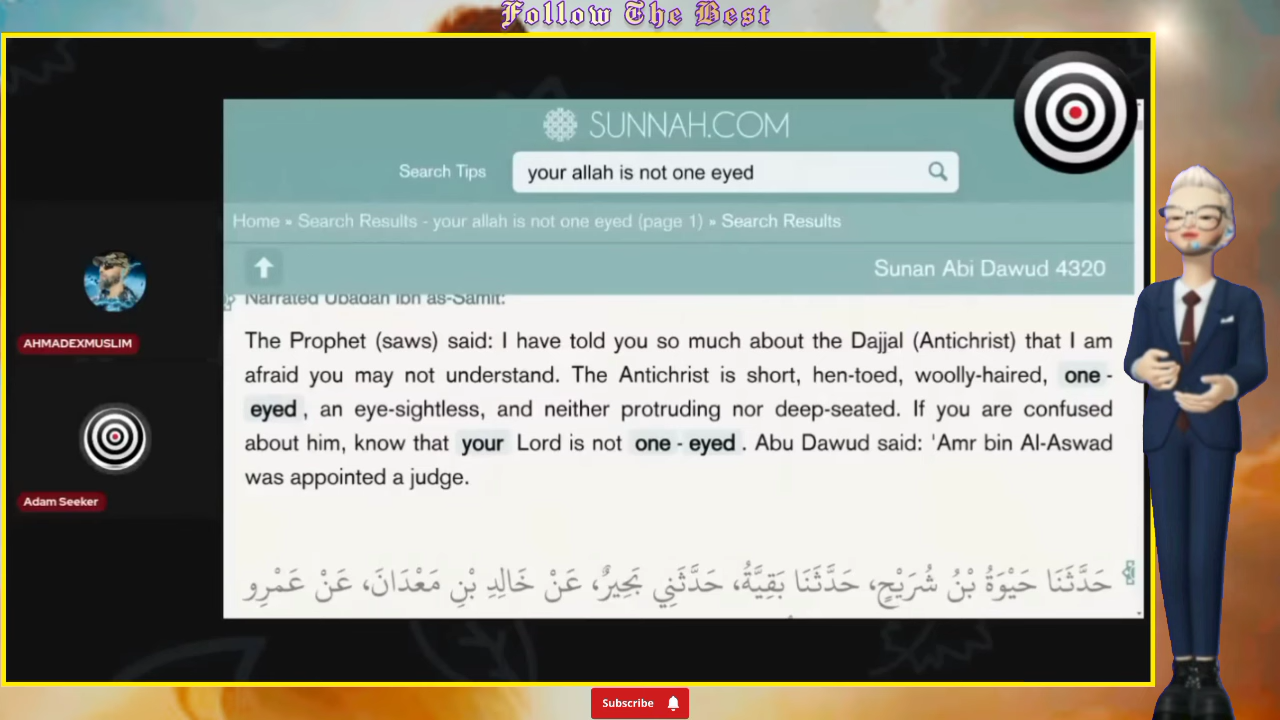 Follow The Best
SUNNAH.COM
Search Tips
your allah is not one eyed
Home » Search Results - your allah is not one eyed (page 1) » Search Results
Sunan Abi Dawud 4320
Narrated Ubadah ibn as-Samit:
The Prophet (saws) said: I have told you so much about the Dajjal (Antichrist) that I am
afraid you may not understand. The Antichrist is short, hen-toed, woolly-haired, one-
eyed, an eye-sightless, and neither protruding nor deep-seated. If you are confused
about him, know that your Lord is not one-eyed. Abu Dawud said: 'Amr bin Al-Aswad
was appointed a judge.
حَدَّثَنَا حَيْوَةُ بْنُ شُرَيْحٍ، حَدَّثَنَا بَقِيَّةُ، حَدَّثَنِي بَحِيرٌ، عَنْ خَالِدِ بْنِ مَعْدَانَ، عَنْ عَمْرِو
AHMADEXMUSLIM
Adam Seeker
Subscribe